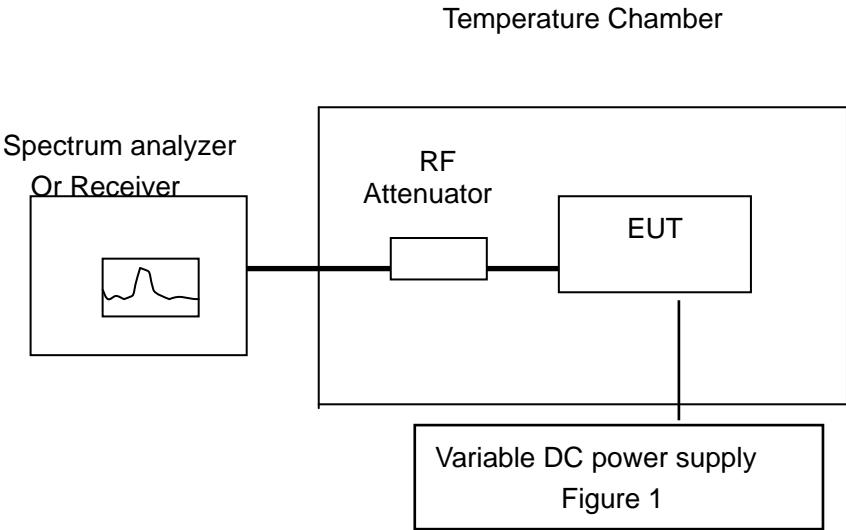 Temperature Chamber
Spectrum analyzer
Or Receiver
RF
Attenuator
EUT
Variable DC power supply
Figure 1